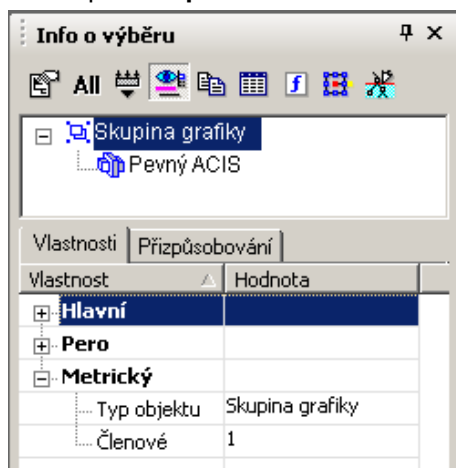 Info o výběru
All
f
Skupina grafiky
Pevný ACIS
Vlastnosti Přizpůsobování
Vlastnost Hodnota
Hlavní
Pero
Metrický
Typ objektu Skupina grafiky
Členové 1